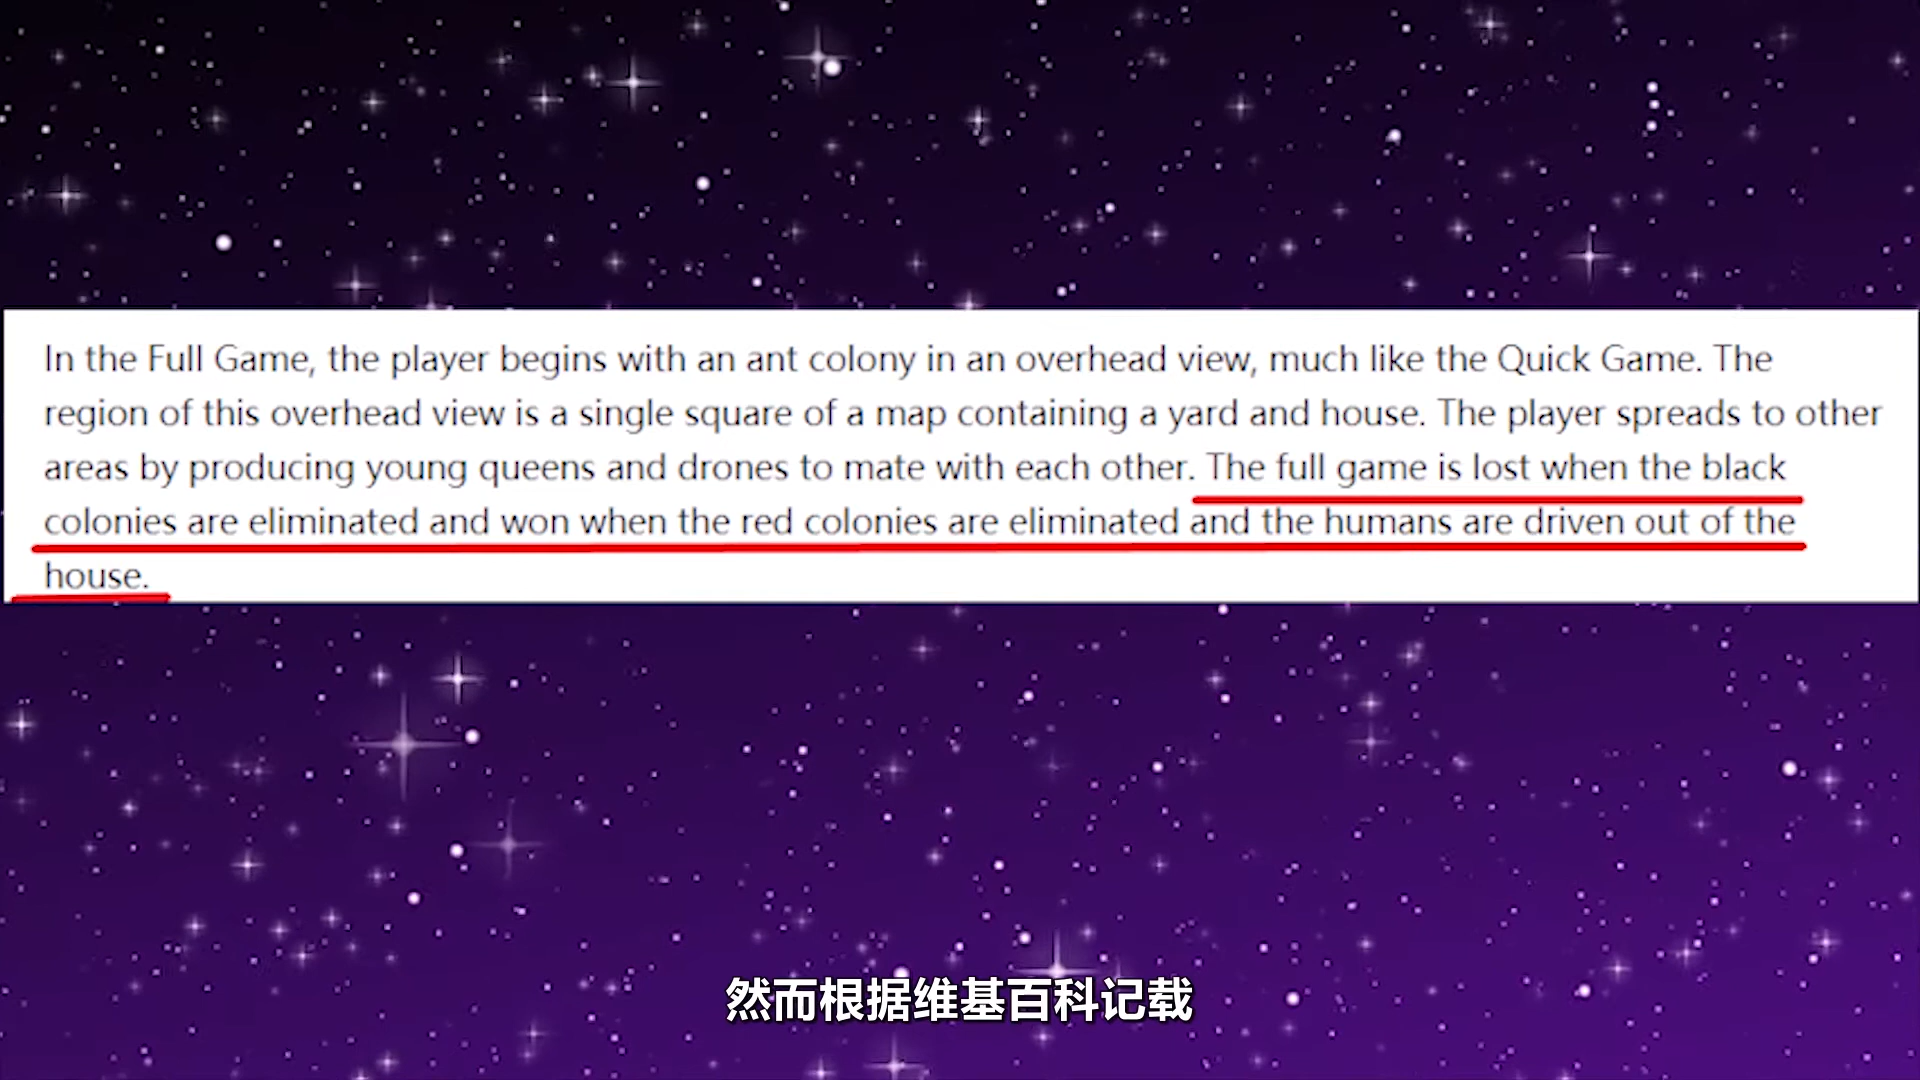 In the Full Game, the player begins with an ant colony in an overhead view, much like the Quick Game. The
region of this overhead view is a single square of a map containing a yard and house. The player spreads to other
areas by producing young queens and drones to mate with each other. The full game is lost when the black
colonies are eliminated and won when the red colonies are eliminated and the humans are driven out of the
house.
然而根据维基百科记载